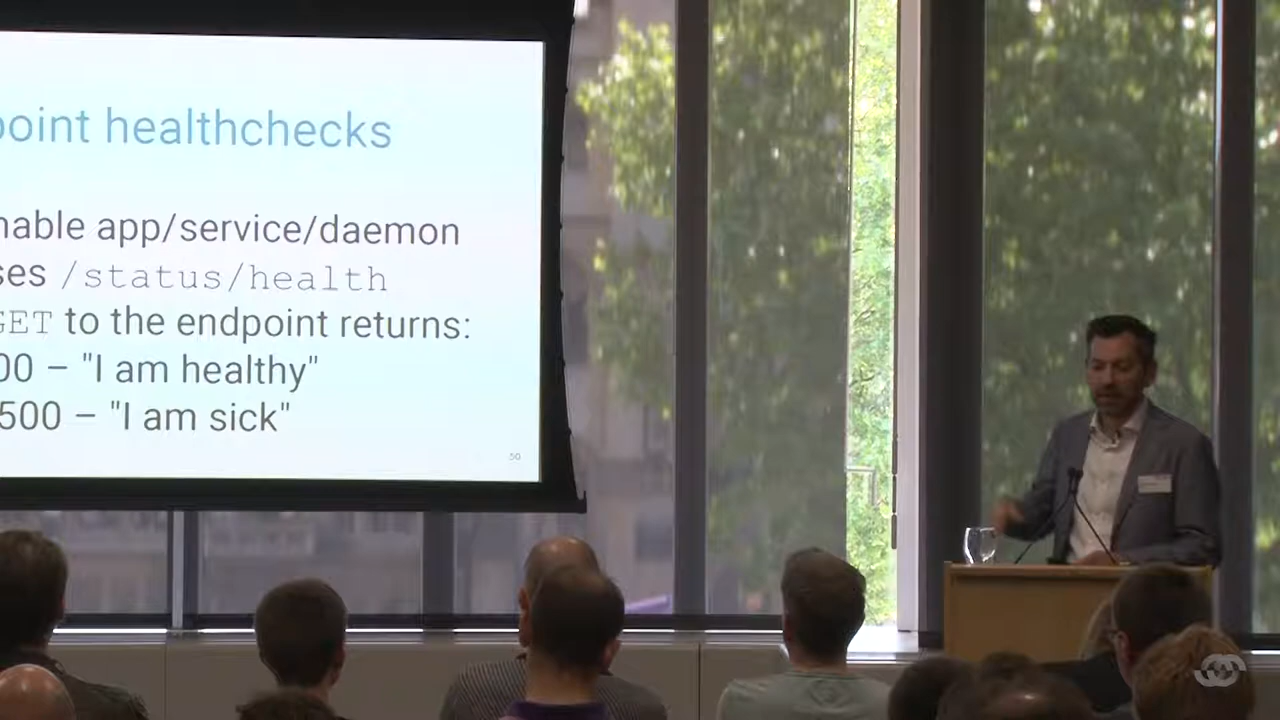 point healthchecks
nable app/service/daemon
ses /status/health
GET to the endpoint returns:
00 – "I am healthy"
500 – "I am sick"
50